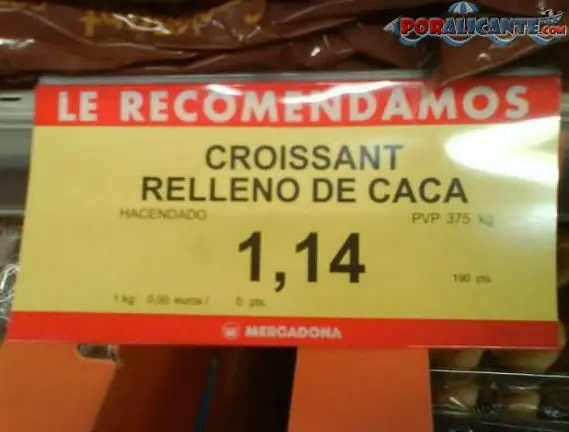 PORALICANTE.COM
LE RECOMENDAMOS
CROISSANT
RELLENO DE CACA
HACENDADO PVP 375 kg
1,14
190 pts.
1 kg 0,00 eurok / 0 pts.
MERCADONA